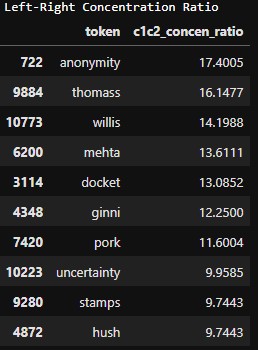 Left-Right Concentration Ratio
token c1c2_concen_ratio
722 anonymity 17.4005
9884 thomass 16.1477
10773 willis 14.1988
6200 mehta 13.6111
3114 docket 13.0852
4348 ginni 12.2500
7420 pork 11.6004
10223 uncertainty 9.9585
9280 stamps 9.7443
4872 hush 9.7443